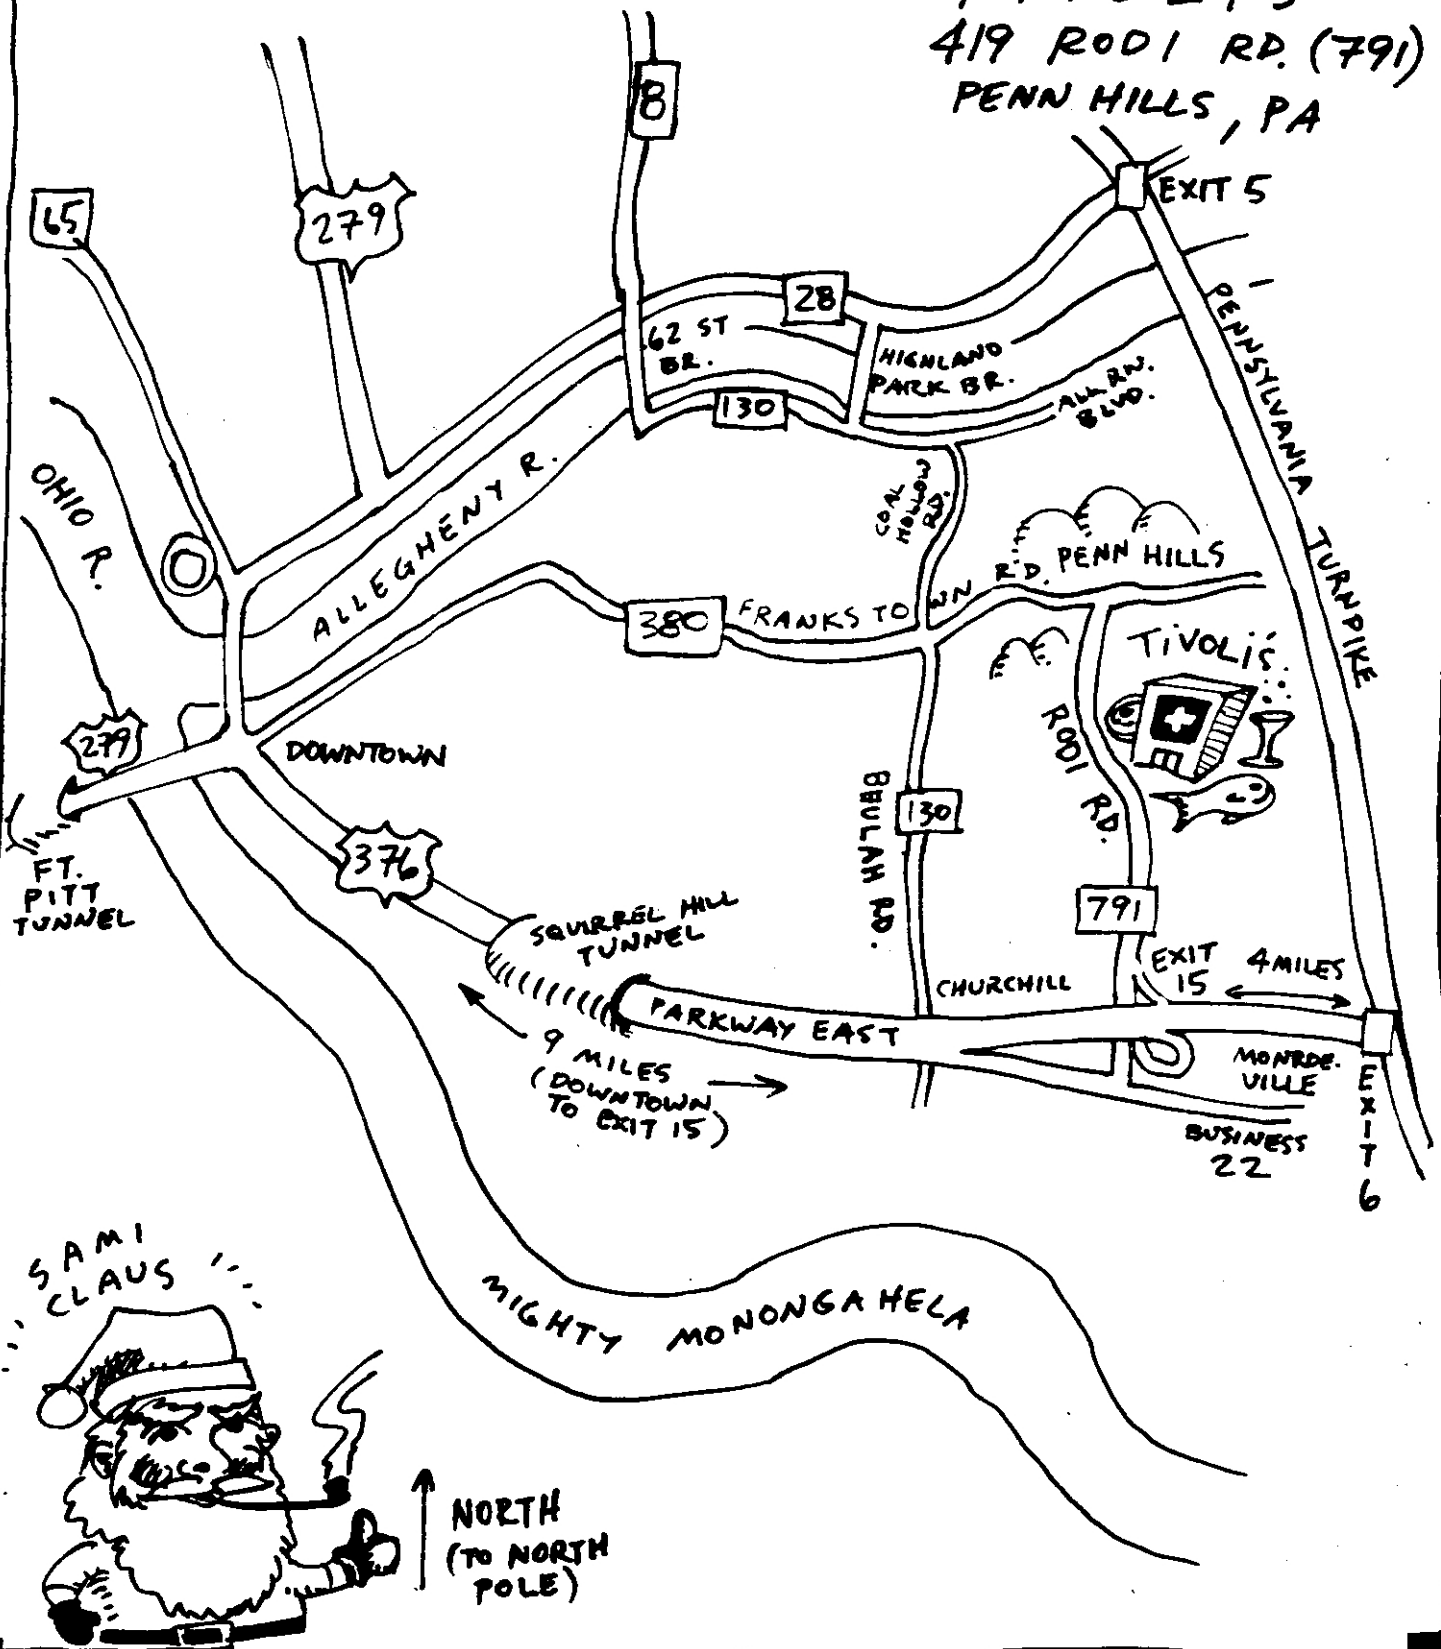 419 RODI RD. (791)
PENN HILLS, PA
8
EXIT 5
65
279
28
62 ST
BR.
HIGHLAND
PARK BR.
130
ALL RIV.
BLVD.
PENNSYLVANIA TURNPIKE
OHIO R.
ALLEGHENY R.
COAL
HOLLOW
RD.
PENN HILLS
380
FRANKSTOWN RD.
TIVOLI'S
279
DOWNTOWN
RODI RD.
BEULAH RD.
130
376
FT.
PITT
TUNNEL
791
SQUIRREL HILL
TUNNEL
EXIT
15
4 MILES
CHURCHILL
PARKWAY EAST
9 MILES
(DOWNTOWN
TO EXIT 15)
MONROE-
VILLE
EXIT 6
BUSINESS
22
MIGHTY MONONGAHELA
SAMI
CLAUS
NORTH
(TO NORTH
POLE)